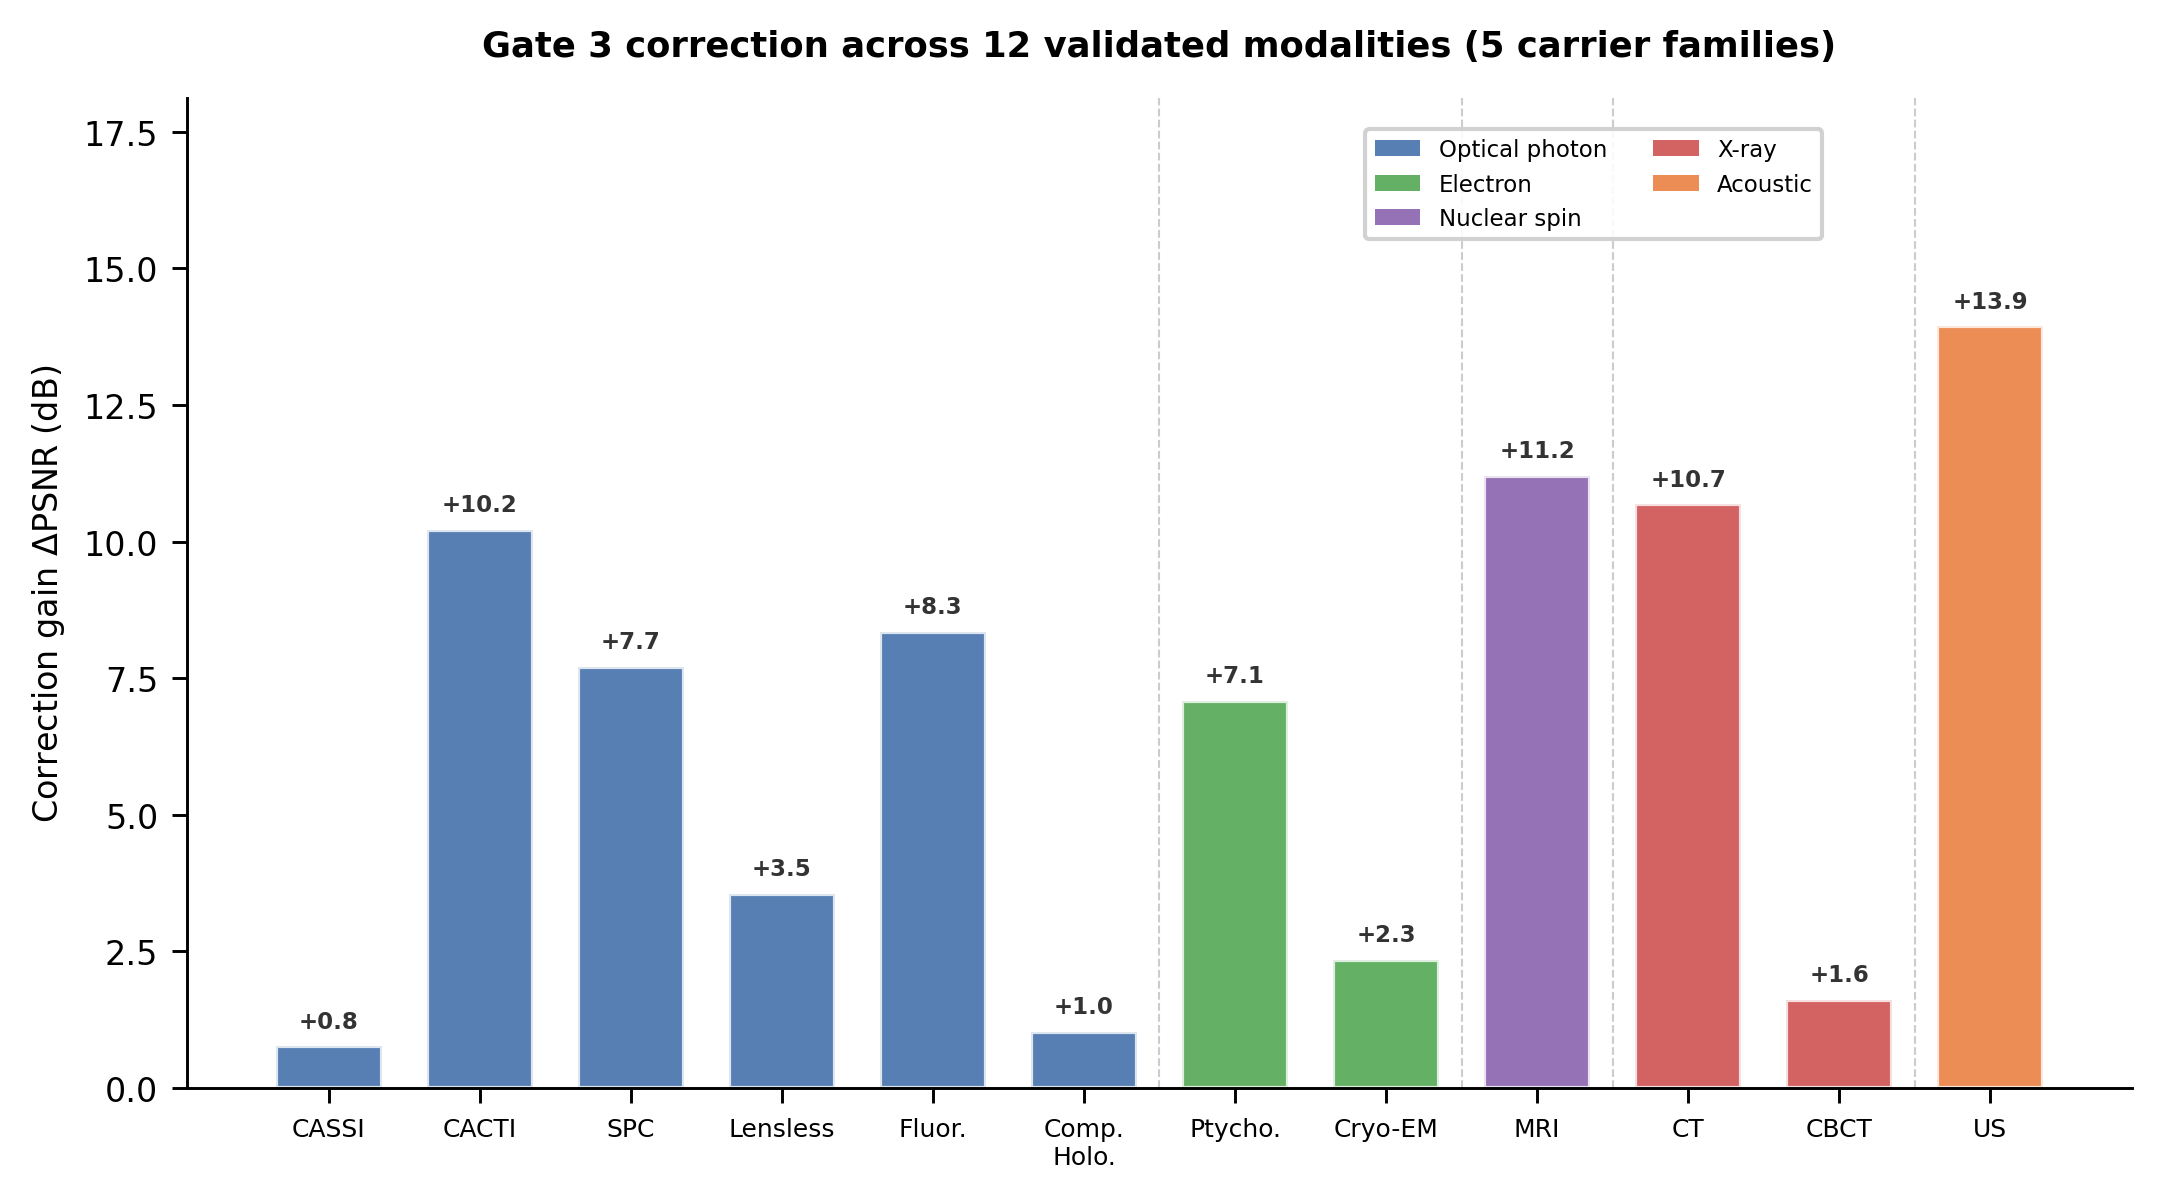 Gate 3 correction across 12 validated modalities (5 carrier families)
Correction gain ΔPSNR (dB)
17.5
15.0
12.5
10.0
7.5
5.0
2.5
0.0
Optical photon
Electron
Nuclear spin
X-ray
Acoustic
+0.8
+10.2
+7.7
+3.5
+8.3
+1.0
+7.1
+2.3
+11.2
+10.7
+1.6
+13.9
CASSI
CACTI
SPC
Lensless
Fluor.
Comp.
Holo.
Ptycho.
Cryo-EM
MRI
CT
CBCT
US